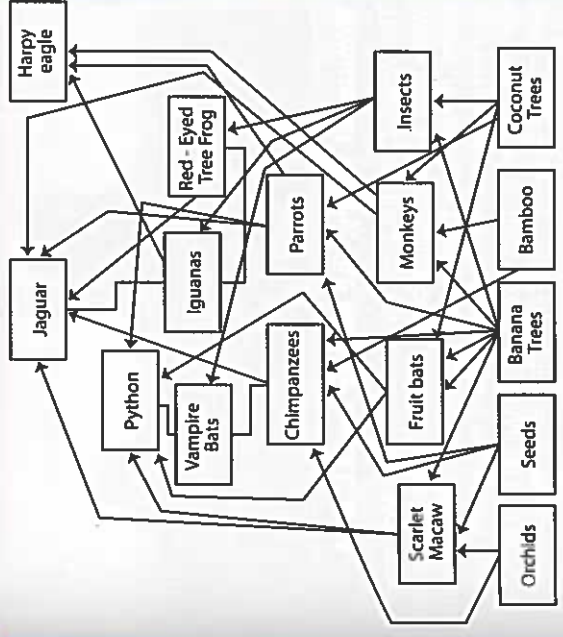 Harpy
eagle
Jaguar
Red - Eyed
Tree Frog
Insects
Python
Iguanas
Parrots
Vampire
Bats
Chimpanzees
Monkeys
Fruit bats
Scarlet
Macaw
Orchids
Seeds
Banana
Trees
Bamboo
Coconut
Trees